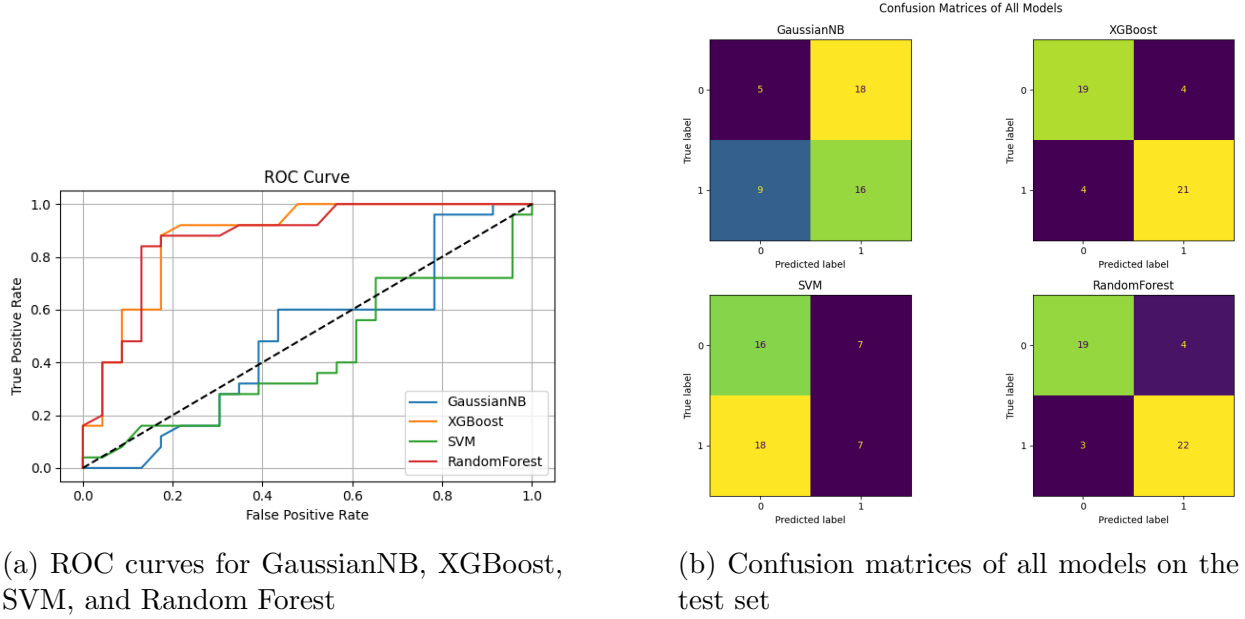 ROC Curve
1.0
0.8
0.6
0.4
0.2
0.0
True Positive Rate
0.0 0.2 0.4 0.6 0.8 1.0
False Positive Rate
GaussianNB
XGBoost
SVM
RandomForest
(a) ROC curves for GaussianNB, XGBoost,
SVM, and Random Forest
Confusion Matrices of All Models
GaussianNB
True label
0 5 18
1 9 16
0 1
Predicted label
XGBoost
True label
0 19 4
1 4 21
0 1
Predicted label
SVM
True label
0 16 7
1 18 7
0 1
Predicted label
RandomForest
True label
0 19 4
1 3 22
0 1
Predicted label
(b) Confusion matrices of all models on the
test set